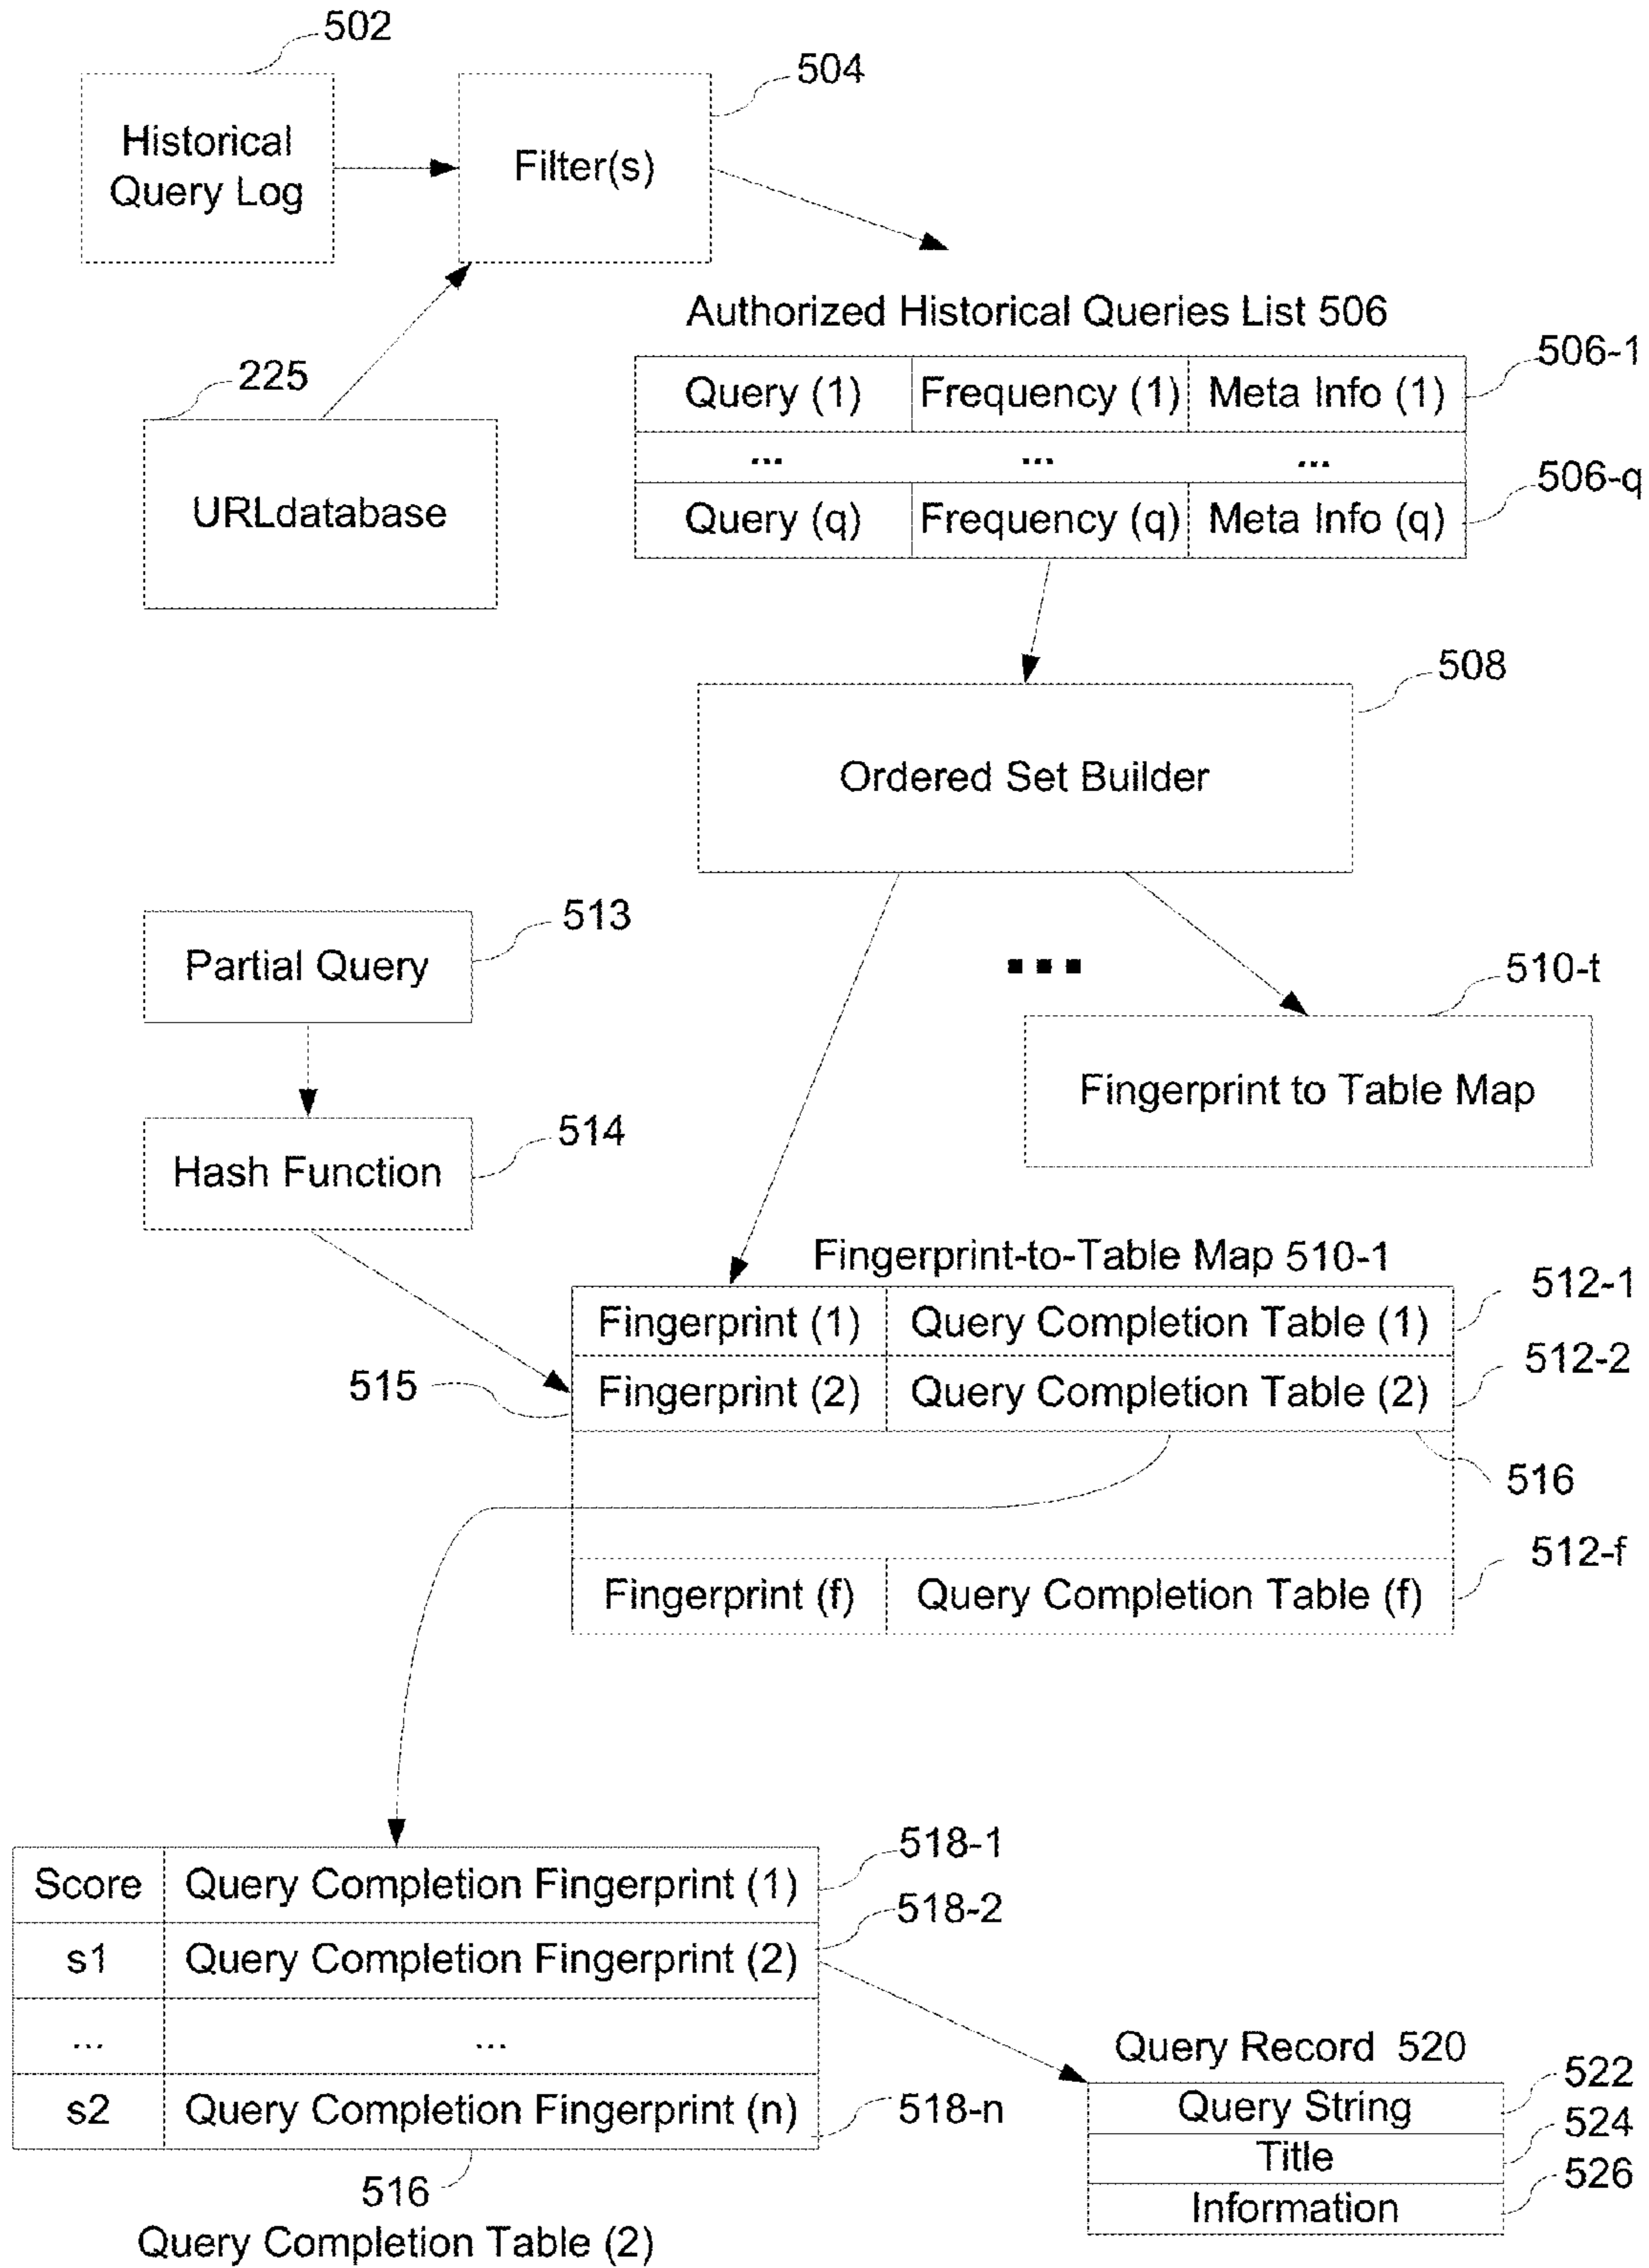 502
504
Historical
Query Log
Filter(s)
Authorized Historical Queries List 506
225
506-1
Query (1) Frequency (1) Meta Info (1)
... ... ...
506-q
URLdatabase
Query (q) Frequency (q) Meta Info (q)
508
Ordered Set Builder
513
Partial Query
...
510-t
Fingerprint to Table Map
514
Hash Function
Fingerprint-to-Table Map 510-1
512-1
Fingerprint (1) Query Completion Table (1)
512-2
515
Fingerprint (2) Query Completion Table (2)
516
512-f
Fingerprint (f) Query Completion Table (f)
518-1
Score Query Completion Fingerprint (1)
518-2
s1 Query Completion Fingerprint (2)
... ...
Query Record 520
s2 Query Completion Fingerprint (n)
518-n
522
Query String
524
Title
526
Information
516
Query Completion Table (2)